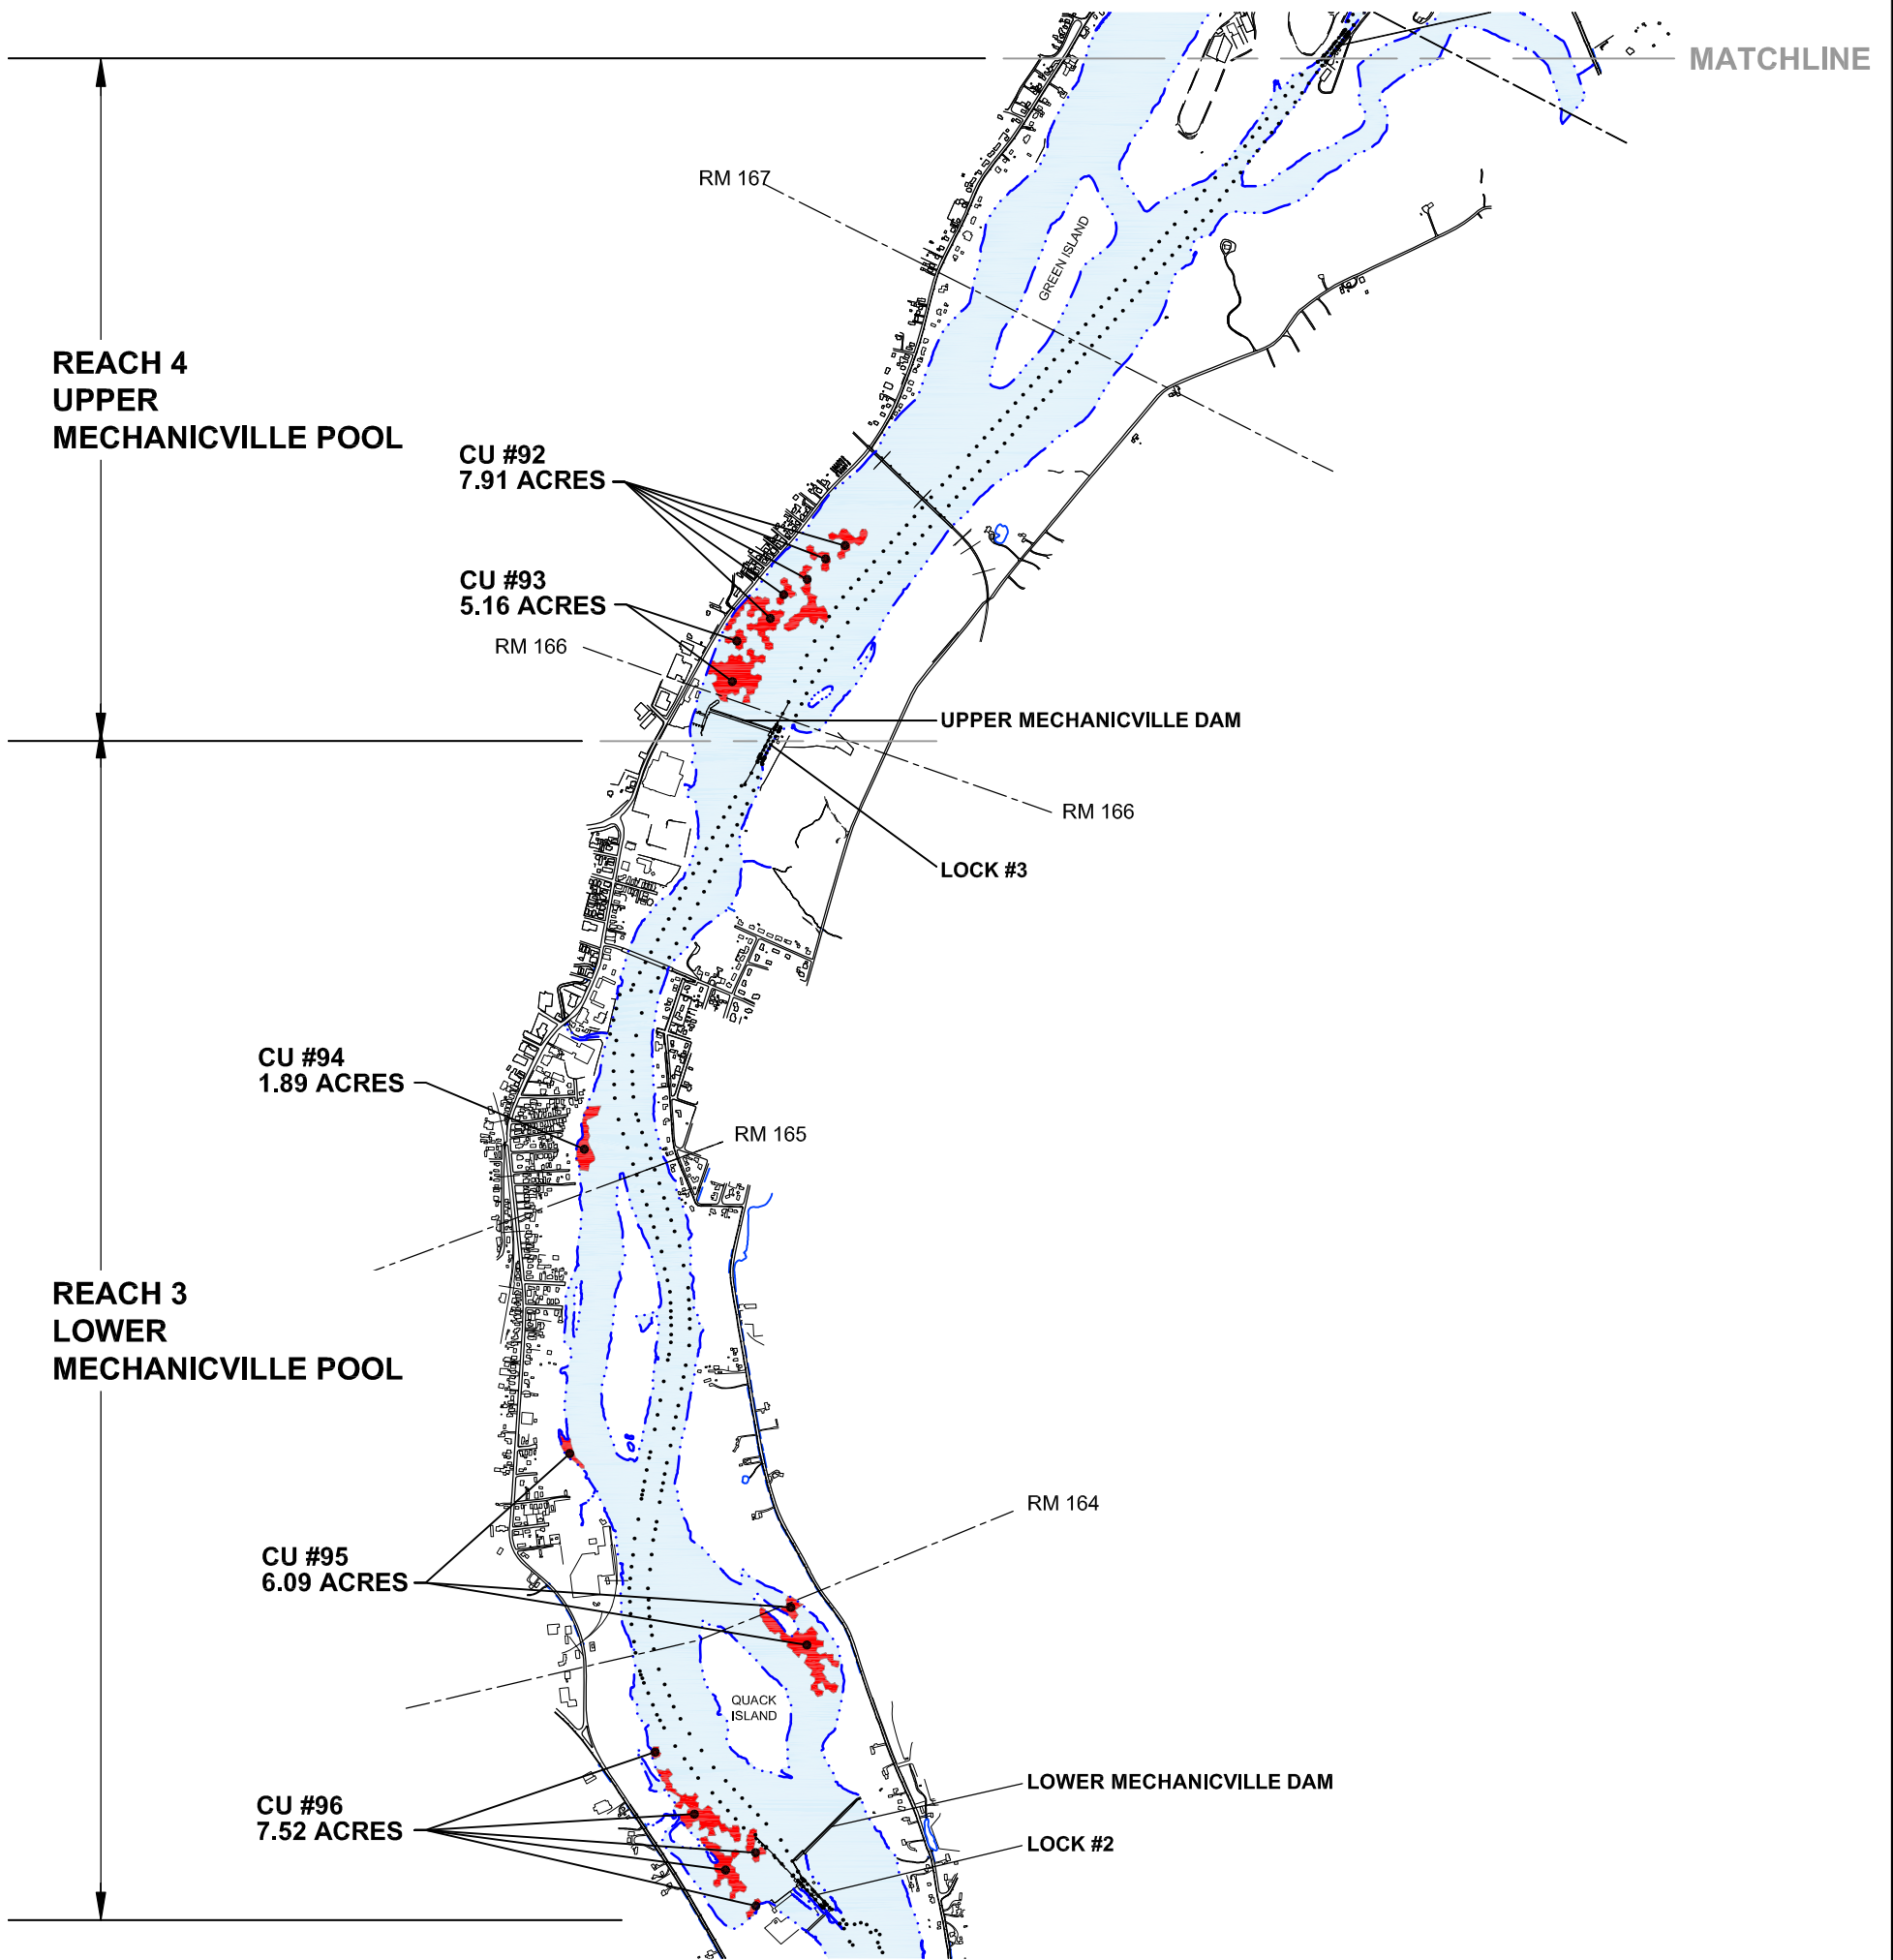 MATCHLINE
RM 167
GREEN ISLAND
REACH 4
UPPER
MECHANICVILLE POOL
CU #92
7.91 ACRES
CU #93
5.16 ACRES
RM 166
UPPER MECHANICVILLE DAM
RM 166
LOCK #3
CU #94
1.89 ACRES
RM 165
REACH 3
LOWER
MECHANICVILLE POOL
RM 164
CU #95
6.09 ACRES
QUACK
ISLAND
LOWER MECHANICVILLE DAM
CU #96
7.52 ACRES
LOCK #2